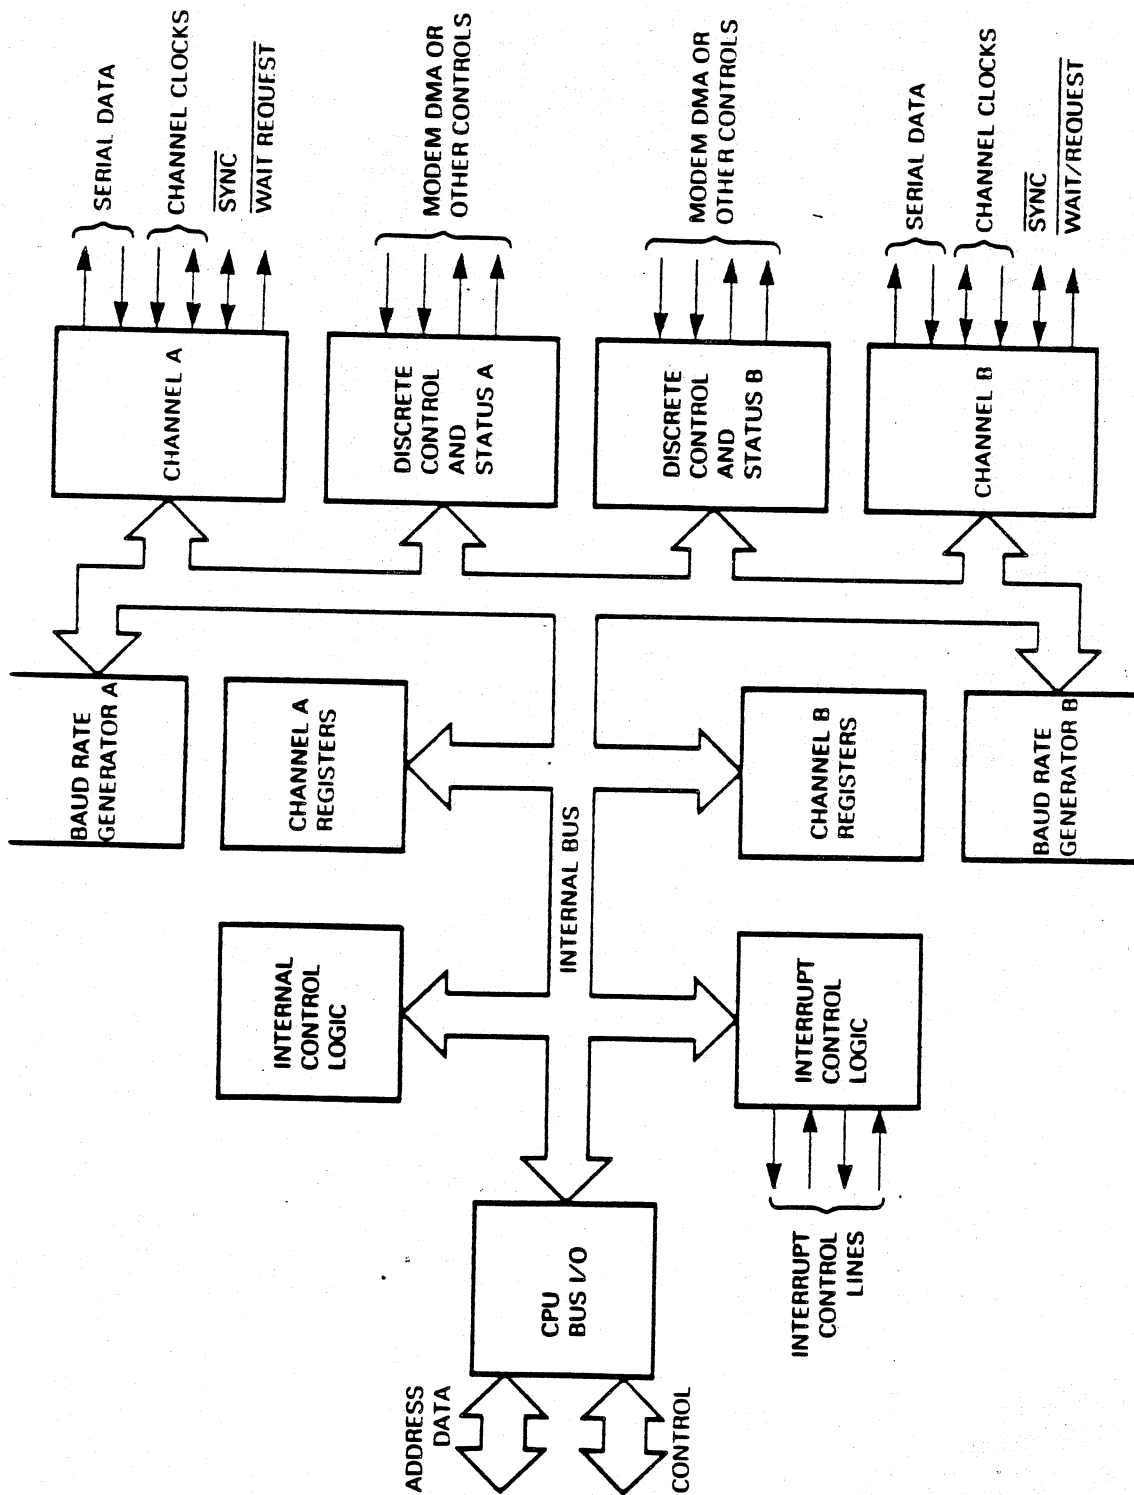 BAUD RATE
GENERATOR A
CHANNEL A
SERIAL DATA
CHANNEL CLOCKS
SYNC
WAIT REQUEST
INTERNAL
CONTROL
LOGIC
CHANNEL A
REGISTERS
DISCRETE
CONTROL
AND
STATUS A
MODEM DMA OR
OTHER CONTROLS
ADDRESS
DATA
CPU
BUS I/O
CONTROL
INTERNAL BUS
DISCRETE
CONTROL
AND
STATUS B
MODEM DMA OR
OTHER CONTROLS
INTERRUPT
CONTROL
LINES
INTERRUPT
CONTROL
LOGIC
CHANNEL B
REGISTERS
CHANNEL B
SERIAL DATA
CHANNEL CLOCKS
SYNC
WAIT/REQUEST
BAUD RATE
GENERATOR B